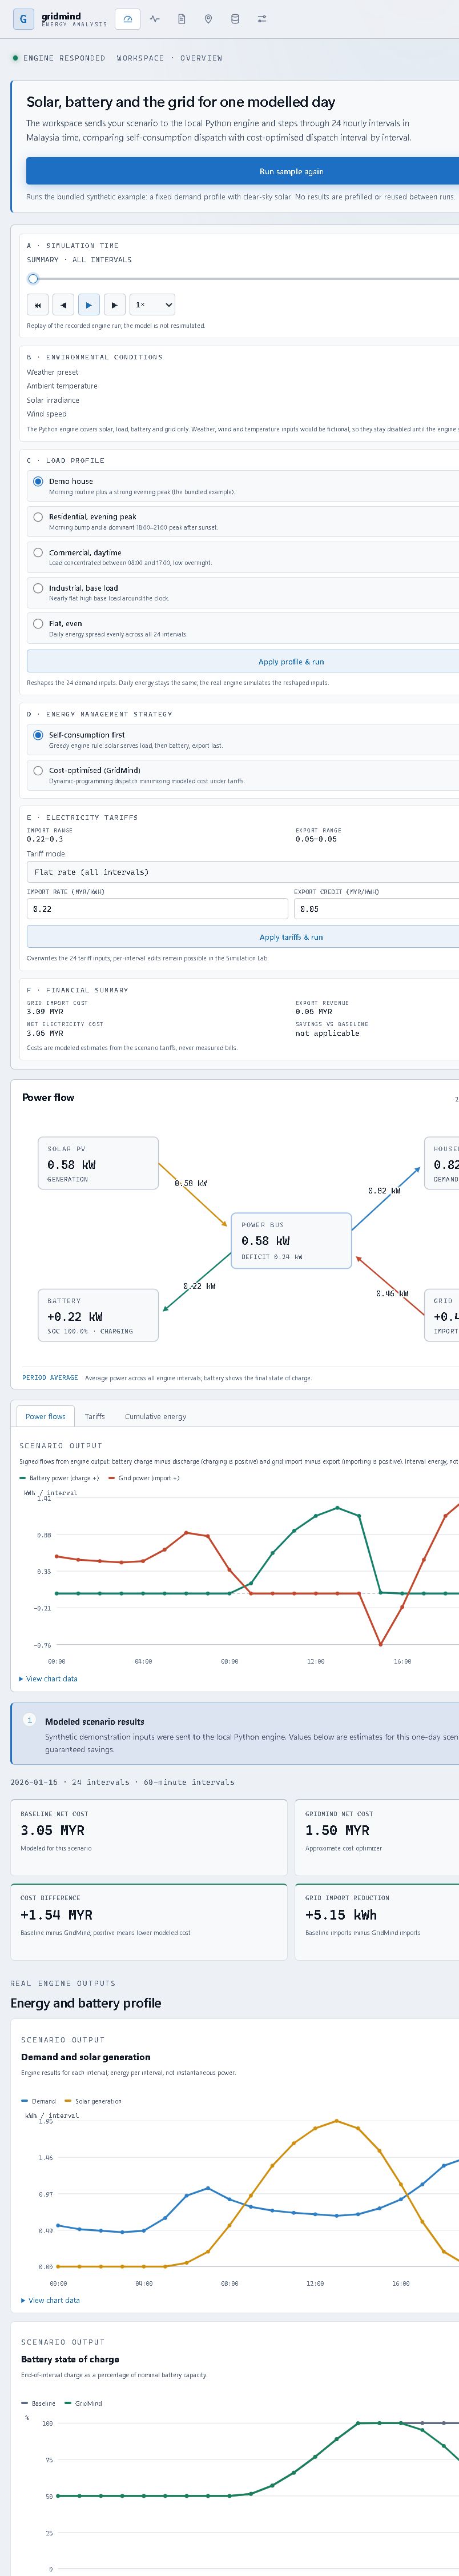 G
gridmind
ENERGY ANALYSIS
ENGINE RESPONDED WORKSPACE · OVERVIEW
Solar, battery and the grid for one modelled day
The workspace sends your scenario to the local Python engine and steps through 24 hourly intervals in
Malaysia time, comparing self-consumption dispatch with cost-optimised dispatch interval by interval.
Run sample again
Runs the bundled synthetic example: a fixed demand profile with clear-sky solar. No results are prefilled or reused between runs.
A · SIMULATION TIME
SUMMARY · ALL INTERVALS
1×
Replay of the recorded engine run; the model is not resimulated.
B · ENVIRONMENTAL CONDITIONS
Weather preset
Ambient temperature
Solar irradiance
Wind speed
The Python engine covers solar, load, battery and grid only. Weather, wind and temperature inputs would be fictional, so they stay disabled until the engine
C · LOAD PROFILE
Demo house
Morning routine plus a strong evening peak (the bundled example).
Residential, evening peak
Morning bump and a dominant 18:00–21:00 peak after sunset.
Commercial, daytime
Load concentrated between 08:00 and 17:00, low overnight.
Industrial, base load
Nearly flat high base load around the clock.
Flat, even
Daily energy spread evenly across all 24 intervals.
Apply profile & run
Reshapes the 24 demand inputs. Daily energy stays the same; the real engine simulates the reshaped inputs.
D · ENERGY MANAGEMENT STRATEGY
Self-consumption first
Greedy engine rule: solar serves load, then battery, export last.
Cost-optimised (GridMind)
Dynamic-programming dispatch minimizing modeled cost under tariffs.
E · ELECTRICITY TARIFFS
IMPORT RANGE EXPORT RANGE
0.22–0.3 0.05–0.05
Tariff mode
Flat rate (all intervals)
IMPORT RATE (MYR/KWH) EXPORT CREDIT (MYR/KWH)
0.22 0.05
Apply tariffs & run
Overwrites the 24 tariff inputs; per-interval edits remain possible in the Simulation Lab.
F · FINANCIAL SUMMARY
GRID IMPORT COST EXPORT REVENUE
3.09 MYR 0.05 MYR
NET ELECTRICITY COST SAVINGS VS BASELINE
3.05 MYR not applicable
Costs are modeled estimates from the scenario tariffs, never measured bills.
Power flow
SOLAR PV
0.58 kW
GENERATION
0.58 kW
0.82 kW
0.82
DEMAND
POWER BUS
0.58 kW
DEFICIT 0.24 kW
0.22 kW
0.46 kW
BATTERY
+0.22 kW
SOC 100.0% · CHARGING
GRID
IMPORT
PERIOD AVERAGE Average power across all engine intervals; battery shows the final state of charge.
Power flows Tariffs Cumulative energy
SCENARIO OUTPUT
Signed flows from engine output: battery charge minus discharge (charging is positive) and grid import minus export (importing is positive). Interval energy, not
Battery power (charge +) Grid power (import +)
kWh / interval
1.42
0.88
0.33
−0.21
−0.76
00:00 04:00 08:00 12:00 16:00
View chart data
i
Modeled scenario results
Synthetic demonstration inputs were sent to the local Python engine. Values below are estimates for this one-day
guaranteed savings.
2026-01-15 · 24 intervals · 60-minute intervals
BASELINE NET COST GRIDMIND NET COST
3.05 MYR 1.50 MYR
Modeled for this scenario Approximate cost optimizer
COST DIFFERENCE GRID IMPORT REDUCTION
+1.54 MYR +5.15 kWh
Baseline minus GridMind; positive means lower modeled cost Baseline imports minus GridMind imports
REAL ENGINE OUTPUTS
Energy and battery profile
SCENARIO OUTPUT
Demand and solar generation
Engine results for each interval; energy per interval, not instantaneous power.
Demand Solar generation
kWh / interval
1.95
1.46
0.97
0.49
0.00
00:00 04:00 08:00 12:00 16:00
View chart data
SCENARIO OUTPUT
Battery state of charge
End-of-interval charge as a percentage of nominal battery capacity.
Baseline GridMind
%
100
75
50
25
0